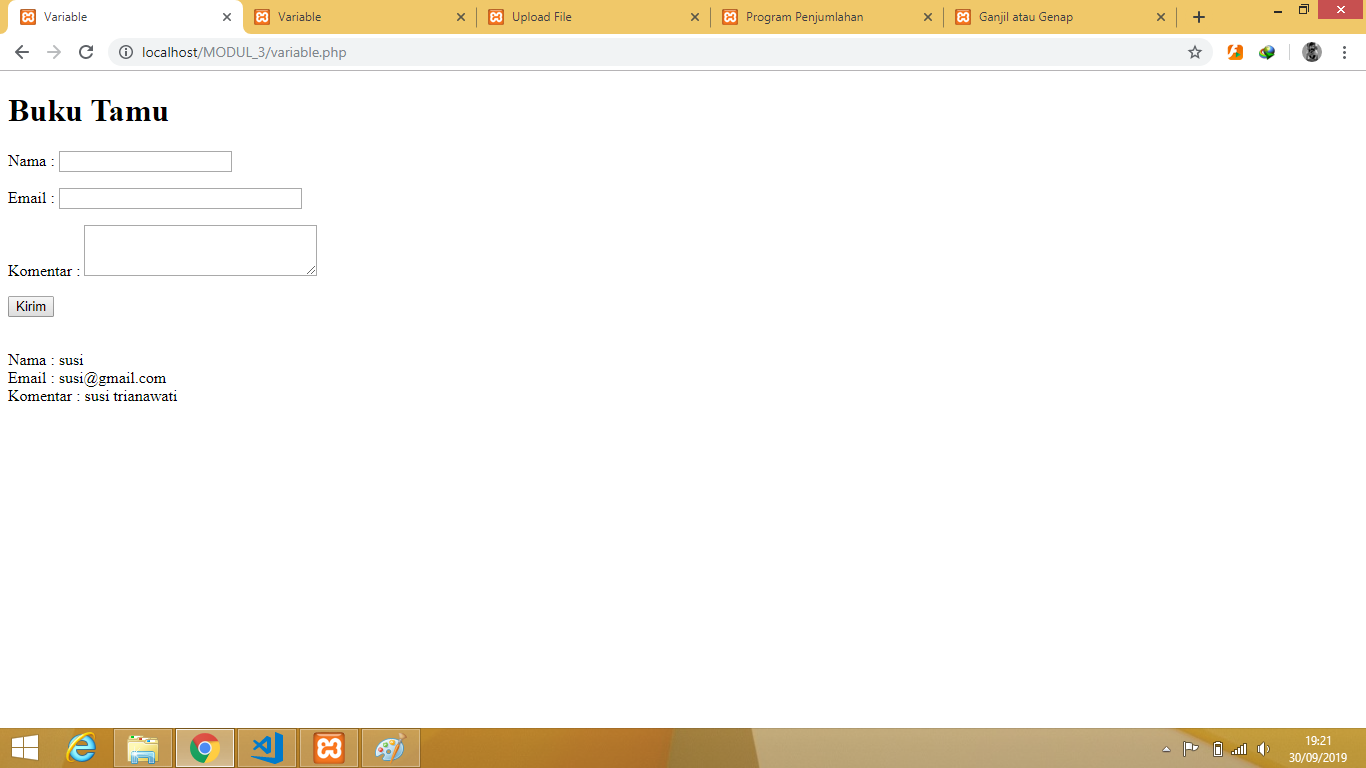 Variable
Variable
Upload File
Program Penjumlahan
Ganjil atau Genap
localhost/MODUL_3/variable.php
Buku Tamu
Nama :
Email :
Komentar :
Kirim
Nama : susi
Email : susi@gmail.com
Komentar : susi trianawati
19:21
30/09/2019